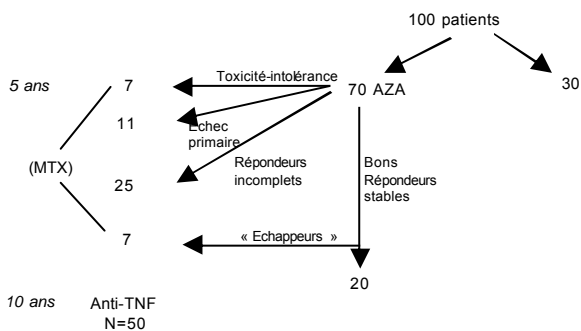 100 patients
5 ans
7
Toxicité-intolérance
70 AZA
30
11
Echec
primaire
(MTX)
Répondeurs
incomplets
Bons
Répondeurs
stables
25
7
« Echappeurs »
20
10 ans
Anti-TNF
N=50